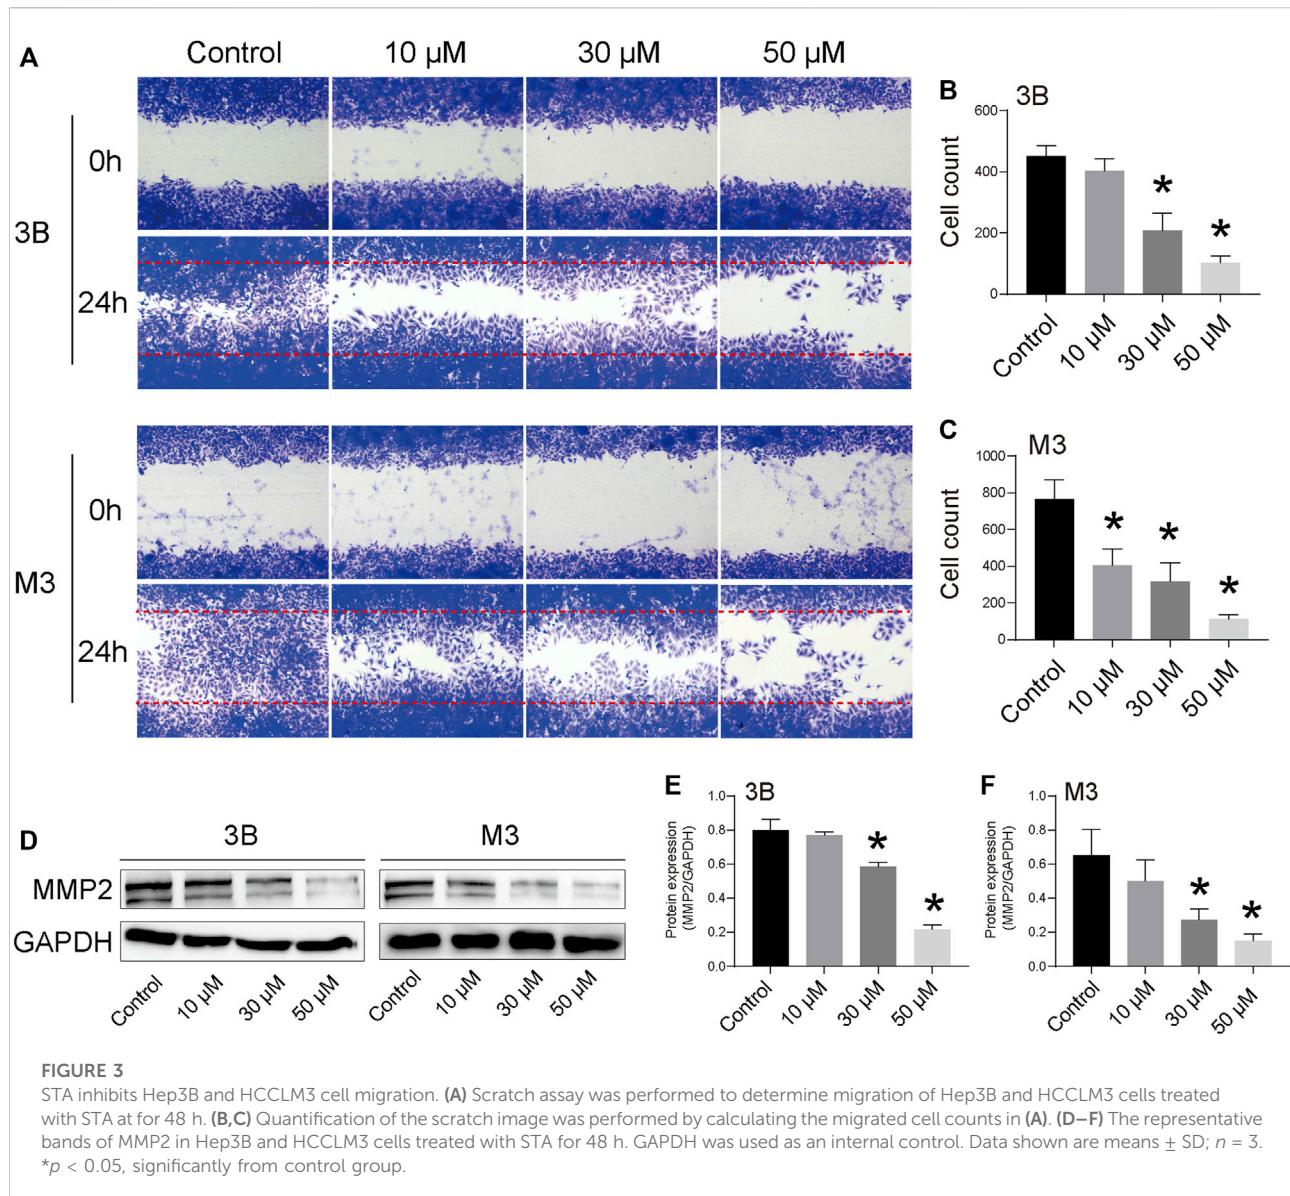 A
Control
10 µM
30 µM
50 µM
3B
0h
24h
M3
0h
24h
B
3B
Cell count
600
400
200
0
*
*
Control
10 µM
30 µM
50 µM
C
M3
Cell count
1000
800
600
400
200
0
*
*
*
Control
10 µM
30 µM
50 µM
D
3B
M3
MMP2
GAPDH
Control
10 µM
30 µM
50 µM
Control
10 µM
30 µM
50 µM
E
3B
Protein expression
(MMP2/GAPDH)
1.0
0.8
0.6
0.4
0.2
0.0
*
*
Control
10 µM
30 µM
50 µM
F
M3
Protein expression
(MMP2/GAPDH)
1.0
0.8
0.6
0.4
0.2
0.0
*
*
Control
10 µM
30 µM
50 µM
FIGURE 3
STA inhibits Hep3B and HCCLM3 cell migration. (A) Scratch assay was performed to determine migration of Hep3B and HCCLM3 cells treated
with STA at for 48 h. (B,C) Quantification of the scratch image was performed by calculating the migrated cell counts in (A). (D–F) The representative
bands of MMP2 in Hep3B and HCCLM3 cells treated with STA for 48 h. GAPDH was used as an internal control. Data shown are means ± SD; n = 3.
*p < 0.05, significantly from control group.